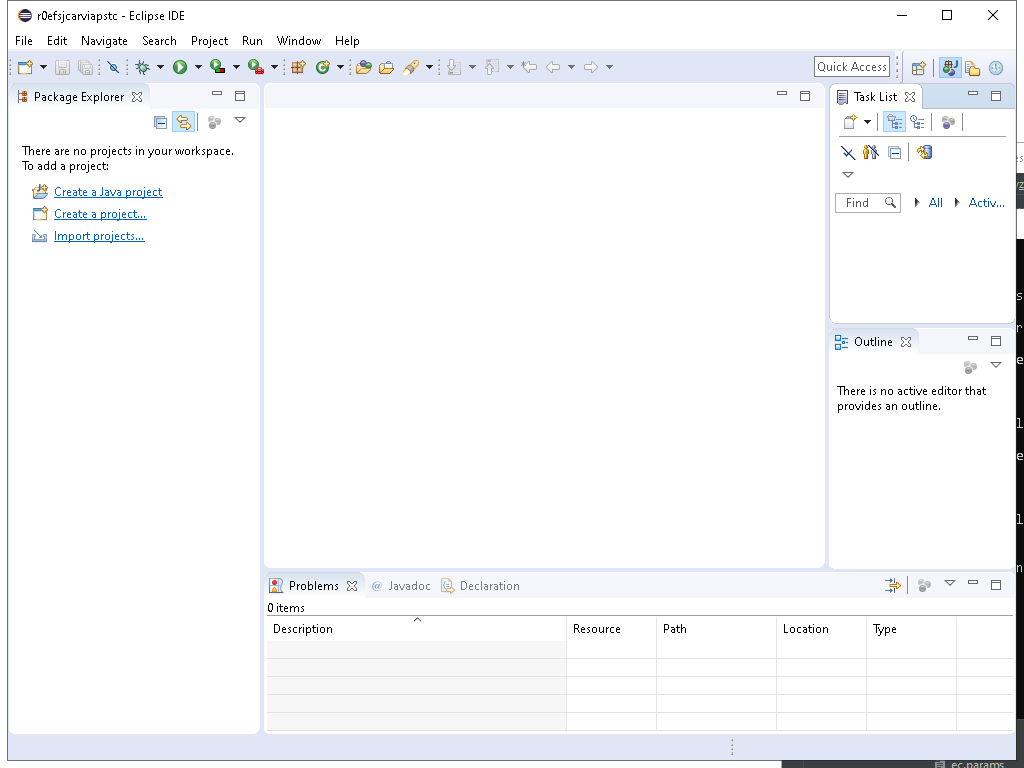 r0efsjcarviapstc - Eclipse IDE
File Edit Navigate Search Project Run Window Help
Quick Access
Package Explorer
Task List
There are no projects in your workspace.
To add a project:
Create a Java project
Create a project...
Import projects...
Find
All
Activ...
Outline
There is no active editor that
provides an outline.
Problems
@ Javadoc
Declaration
0 items
Description Resource Path Location Type
ec.params